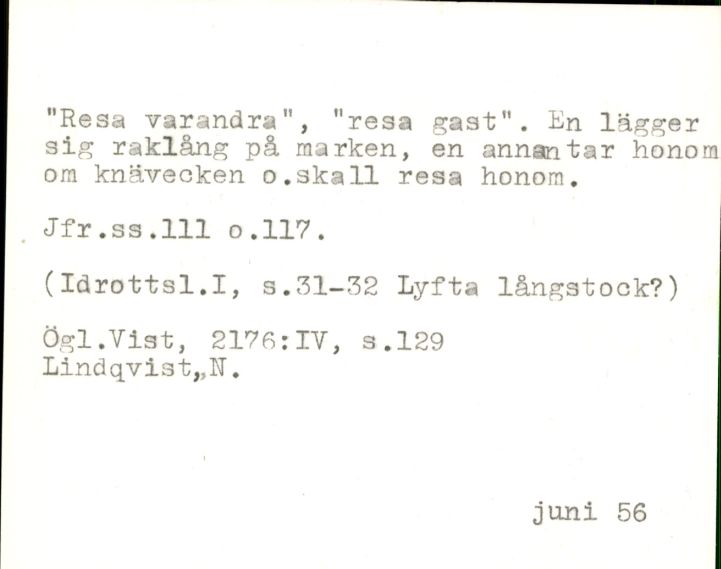 "Resa varandra", "resa gast". En lägger
sig raklång på marken, en annan tar honom
om knävecken o.skall resa honom.
Jfr.ss.111 o.117.
(Idrottsl.I, s.31-32 Lyfta långstock?)
Ögl.Vist, 2176:IV, s.129
Lindqvist,,N.
juni 56